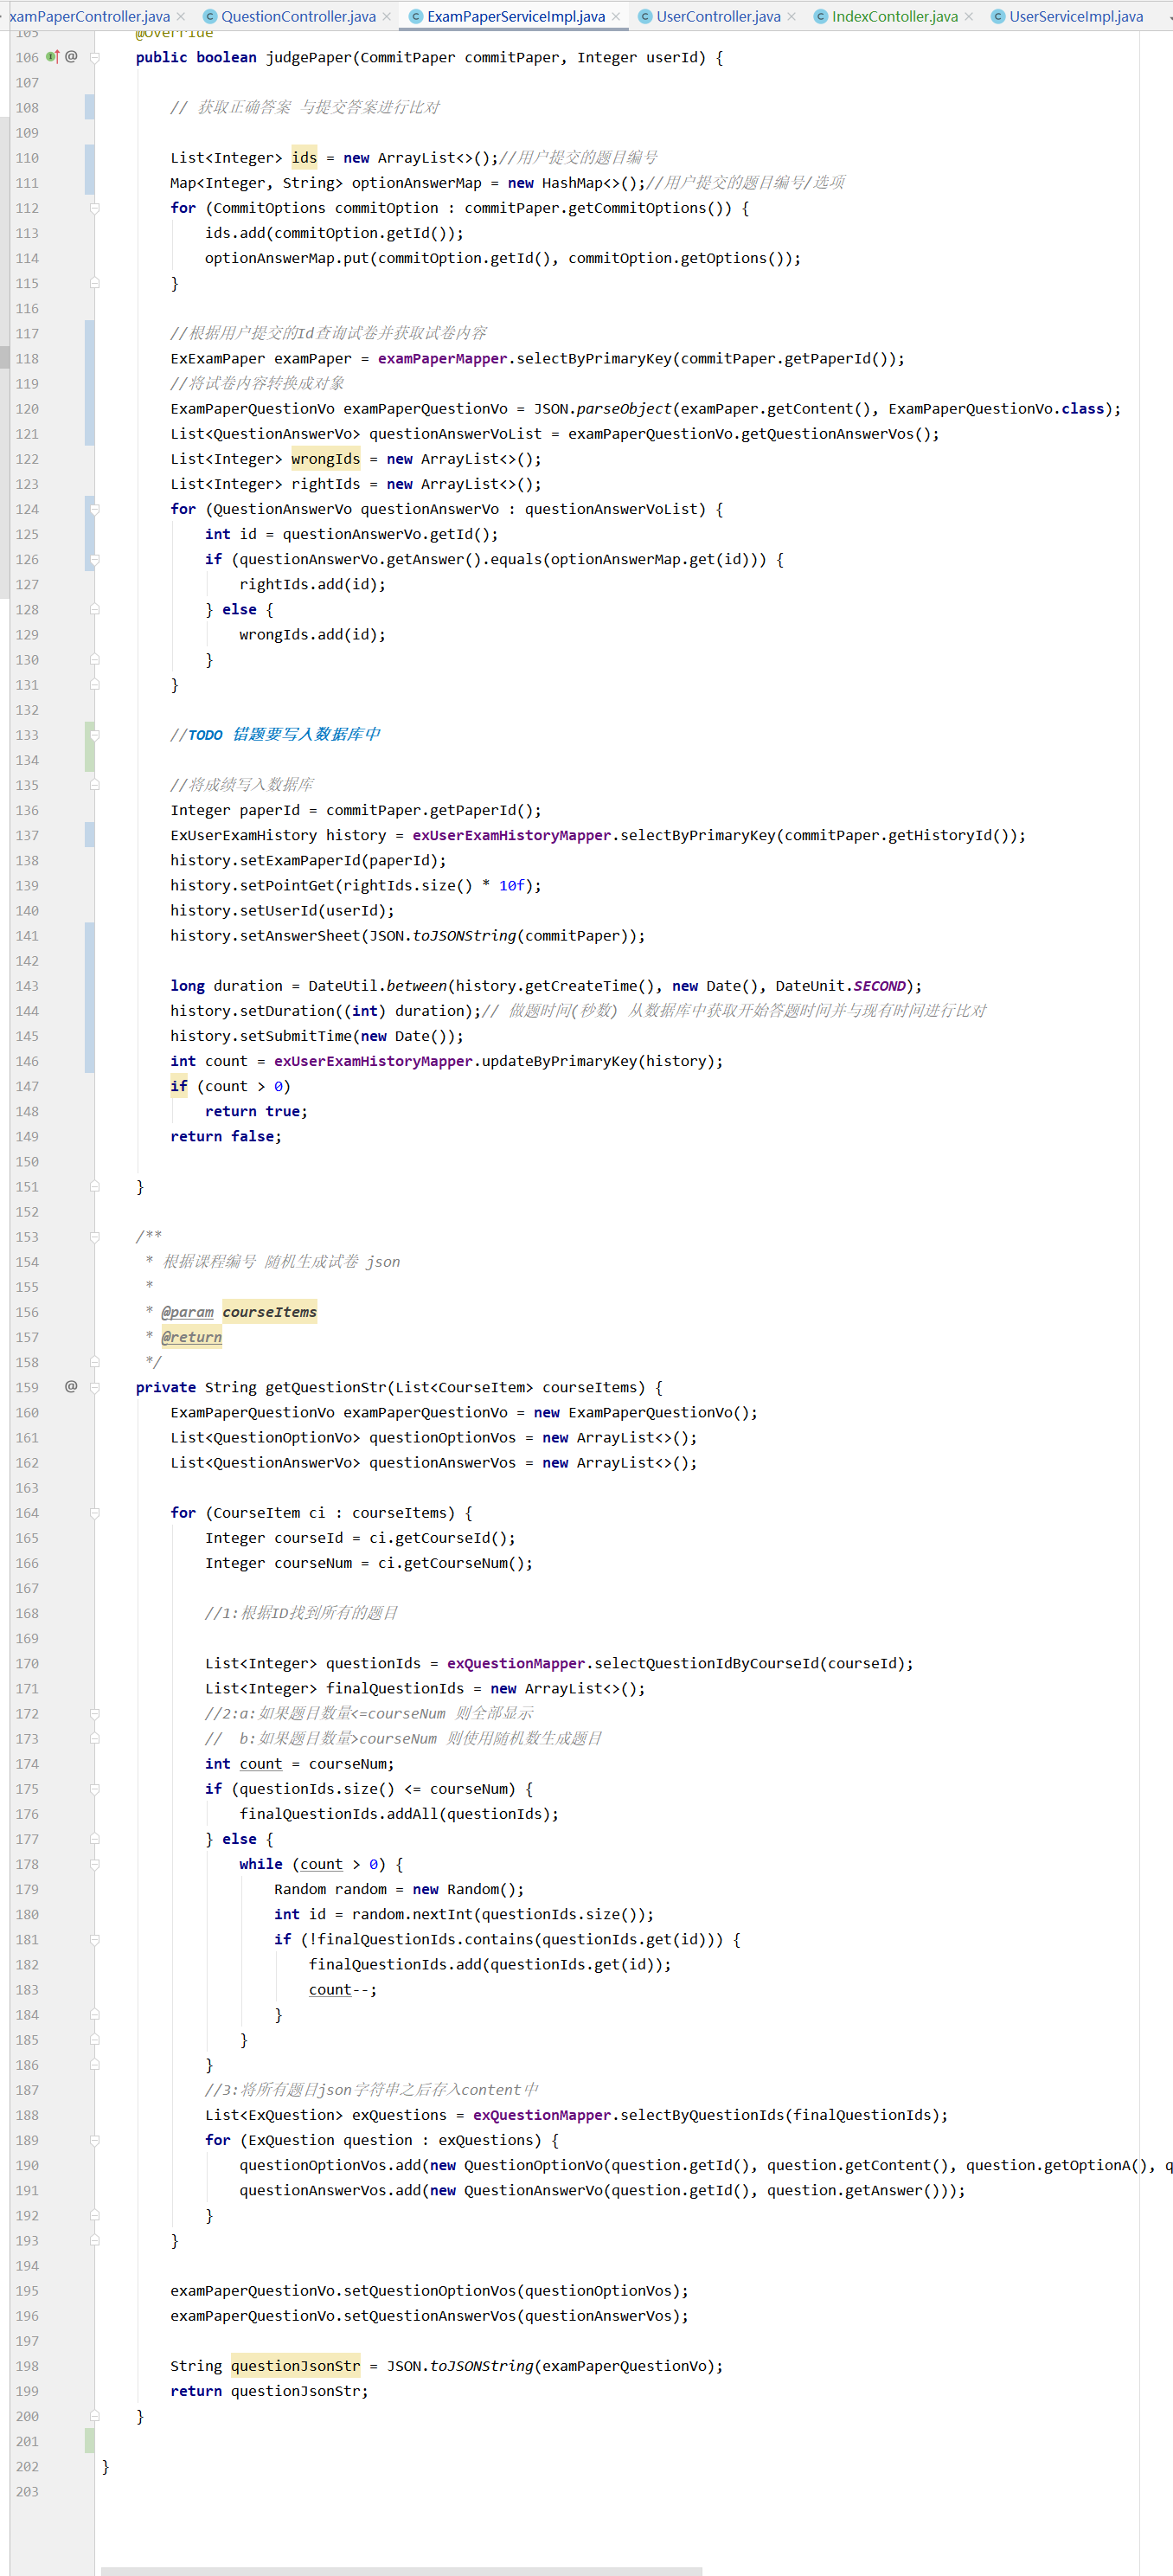 xamPaperController.java QuestionController.java ExamPaperServiceImpl.java UserController.java IndexContoller.java UserServiceImpl.java
105 @Override
106 public boolean judgePaper(CommitPaper commitPaper, Integer userId) {
107
108 // 获取正确答案 与提交答案进行比对
109
110 List<Integer> ids = new ArrayList<>();//用户提交的题目编号
111 Map<Integer, String> optionAnswerMap = new HashMap<>();//用户提交的题目编号/选项
112 for (CommitOptions commitOption : commitPaper.getCommitOptions()) {
113 ids.add(commitOption.getId());
114 optionAnswerMap.put(commitOption.getId(), commitOption.getOptions());
115 }
116
117 //根据用户提交的Id查询试卷并获取试卷内容
118 ExExamPaper examPaper = examPaperMapper.selectByPrimaryKey(commitPaper.getPaperId());
119 //将试卷内容转换成对象
120 ExamPaperQuestionVo examPaperQuestionVo = JSON.parseObject(examPaper.getContent(), ExamPaperQuestionVo.class);
121 List<QuestionAnswerVo> questionAnswerVoList = examPaperQuestionVo.getQuestionAnswerVos();
122 List<Integer> wrongIds = new ArrayList<>();
123 List<Integer> rightIds = new ArrayList<>();
124 for (QuestionAnswerVo questionAnswerVo : questionAnswerVoList) {
125 int id = questionAnswerVo.getId();
126 if (questionAnswerVo.getAnswer().equals(optionAnswerMap.get(id))) {
127 rightIds.add(id);
128 } else {
129 wrongIds.add(id);
130 }
131 }
132
133 //TODO 错题要写入数据库中
134
135 //将成绩写入数据库
136 Integer paperId = commitPaper.getPaperId();
137 ExUserExamHistory history = exUserExamHistoryMapper.selectByPrimaryKey(commitPaper.getHistoryId());
138 history.setExamPaperId(paperId);
139 history.setPointGet(rightIds.size() * 10f);
140 history.setUserId(userId);
141 history.setAnswerSheet(JSON.toJSONString(commitPaper));
142
143 long duration = DateUtil.between(history.getCreateTime(), new Date(), DateUnit.SECOND);
144 history.setDuration((int) duration);// 做题时间(秒数) 从数据库中获取开始答题时间并与现有时间进行比对
145 history.setSubmitTime(new Date());
146 int count = exUserExamHistoryMapper.updateByPrimaryKey(history);
147 if (count > 0)
148 return true;
149 return false;
150
151 }
152
153 /**
154 * 根据课程编号 随机生成试卷 json
155 *
156 * @param courseItems
157 * @return
158 */
159 private String getQuestionStr(List<CourseItem> courseItems) {
160 ExamPaperQuestionVo examPaperQuestionVo = new ExamPaperQuestionVo();
161 List<QuestionOptionVo> questionOptionVos = new ArrayList<>();
162 List<QuestionAnswerVo> questionAnswerVos = new ArrayList<>();
163
164 for (CourseItem ci : courseItems) {
165 Integer courseId = ci.getCourseId();
166 Integer courseNum = ci.getCourseNum();
167
168 //1:根据ID找到所有的题目
169
170 List<Integer> questionIds = exQuestionMapper.selectQuestionIdByCourseId(courseId);
171 List<Integer> finalQuestionIds = new ArrayList<>();
172 //2:a:如果题目数量<=courseNum 则全部显示
173 // b:如果题目数量>courseNum 则使用随机数生成题目
174 int count = courseNum;
175 if (questionIds.size() <= courseNum) {
176 finalQuestionIds.addAll(questionIds);
177 } else {
178 while (count > 0) {
179 Random random = new Random();
180 int id = random.nextInt(questionIds.size());
181 if (!finalQuestionIds.contains(questionIds.get(id))) {
182 finalQuestionIds.add(questionIds.get(id));
183 count--;
184 }
185 }
186 }
187 //3:将所有题目json字符串之后存入content中
188 List<ExQuestion> exQuestions = exQuestionMapper.selectByQuestionIds(finalQuestionIds);
189 for (ExQuestion question : exQuestions) {
190 questionOptionVos.add(new QuestionOptionVo(question.getId(), question.getContent(), question.getOptionA(), q
191 questionAnswerVos.add(new QuestionAnswerVo(question.getId(), question.getAnswer()));
192 }
193 }
194
195 examPaperQuestionVo.setQuestionOptionVos(questionOptionVos);
196 examPaperQuestionVo.setQuestionAnswerVos(questionAnswerVos);
197
198 String questionJsonStr = JSON.toJSONString(examPaperQuestionVo);
199 return questionJsonStr;
200 }
201
202 }
203